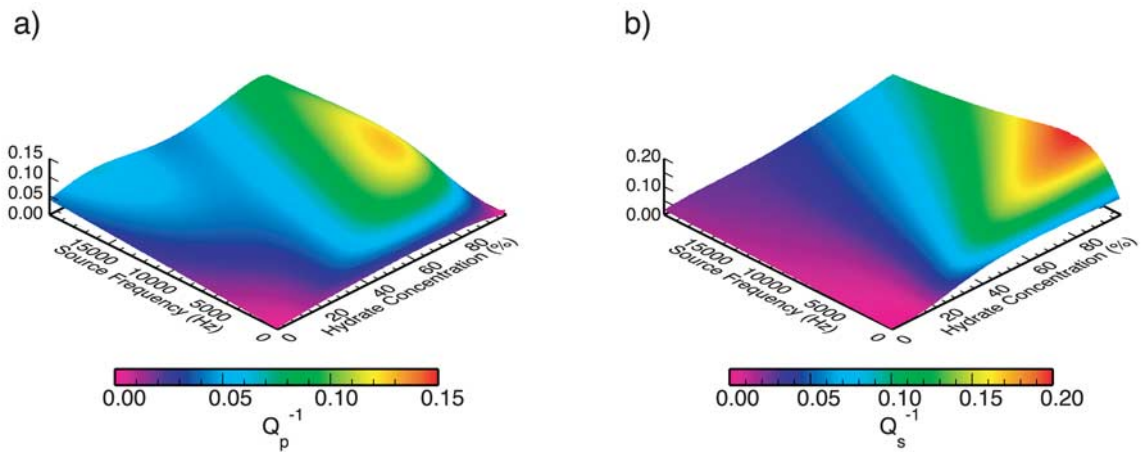 a)
0.15
0.10
0.05
0.00
15000
10000
5000
0
Source Frequency (Hz)
0
20
40
60
80
Hydrate Concentration (%)
0.00 0.05 0.10 0.15
Qp^-1
b)
0.20
0.10
0.00
15000
10000
5000
0
Source Frequency (Hz)
0
20
40
60
80
Hydrate Concentration (%)
0.00 0.05 0.10 0.15 0.20
Qs^-1